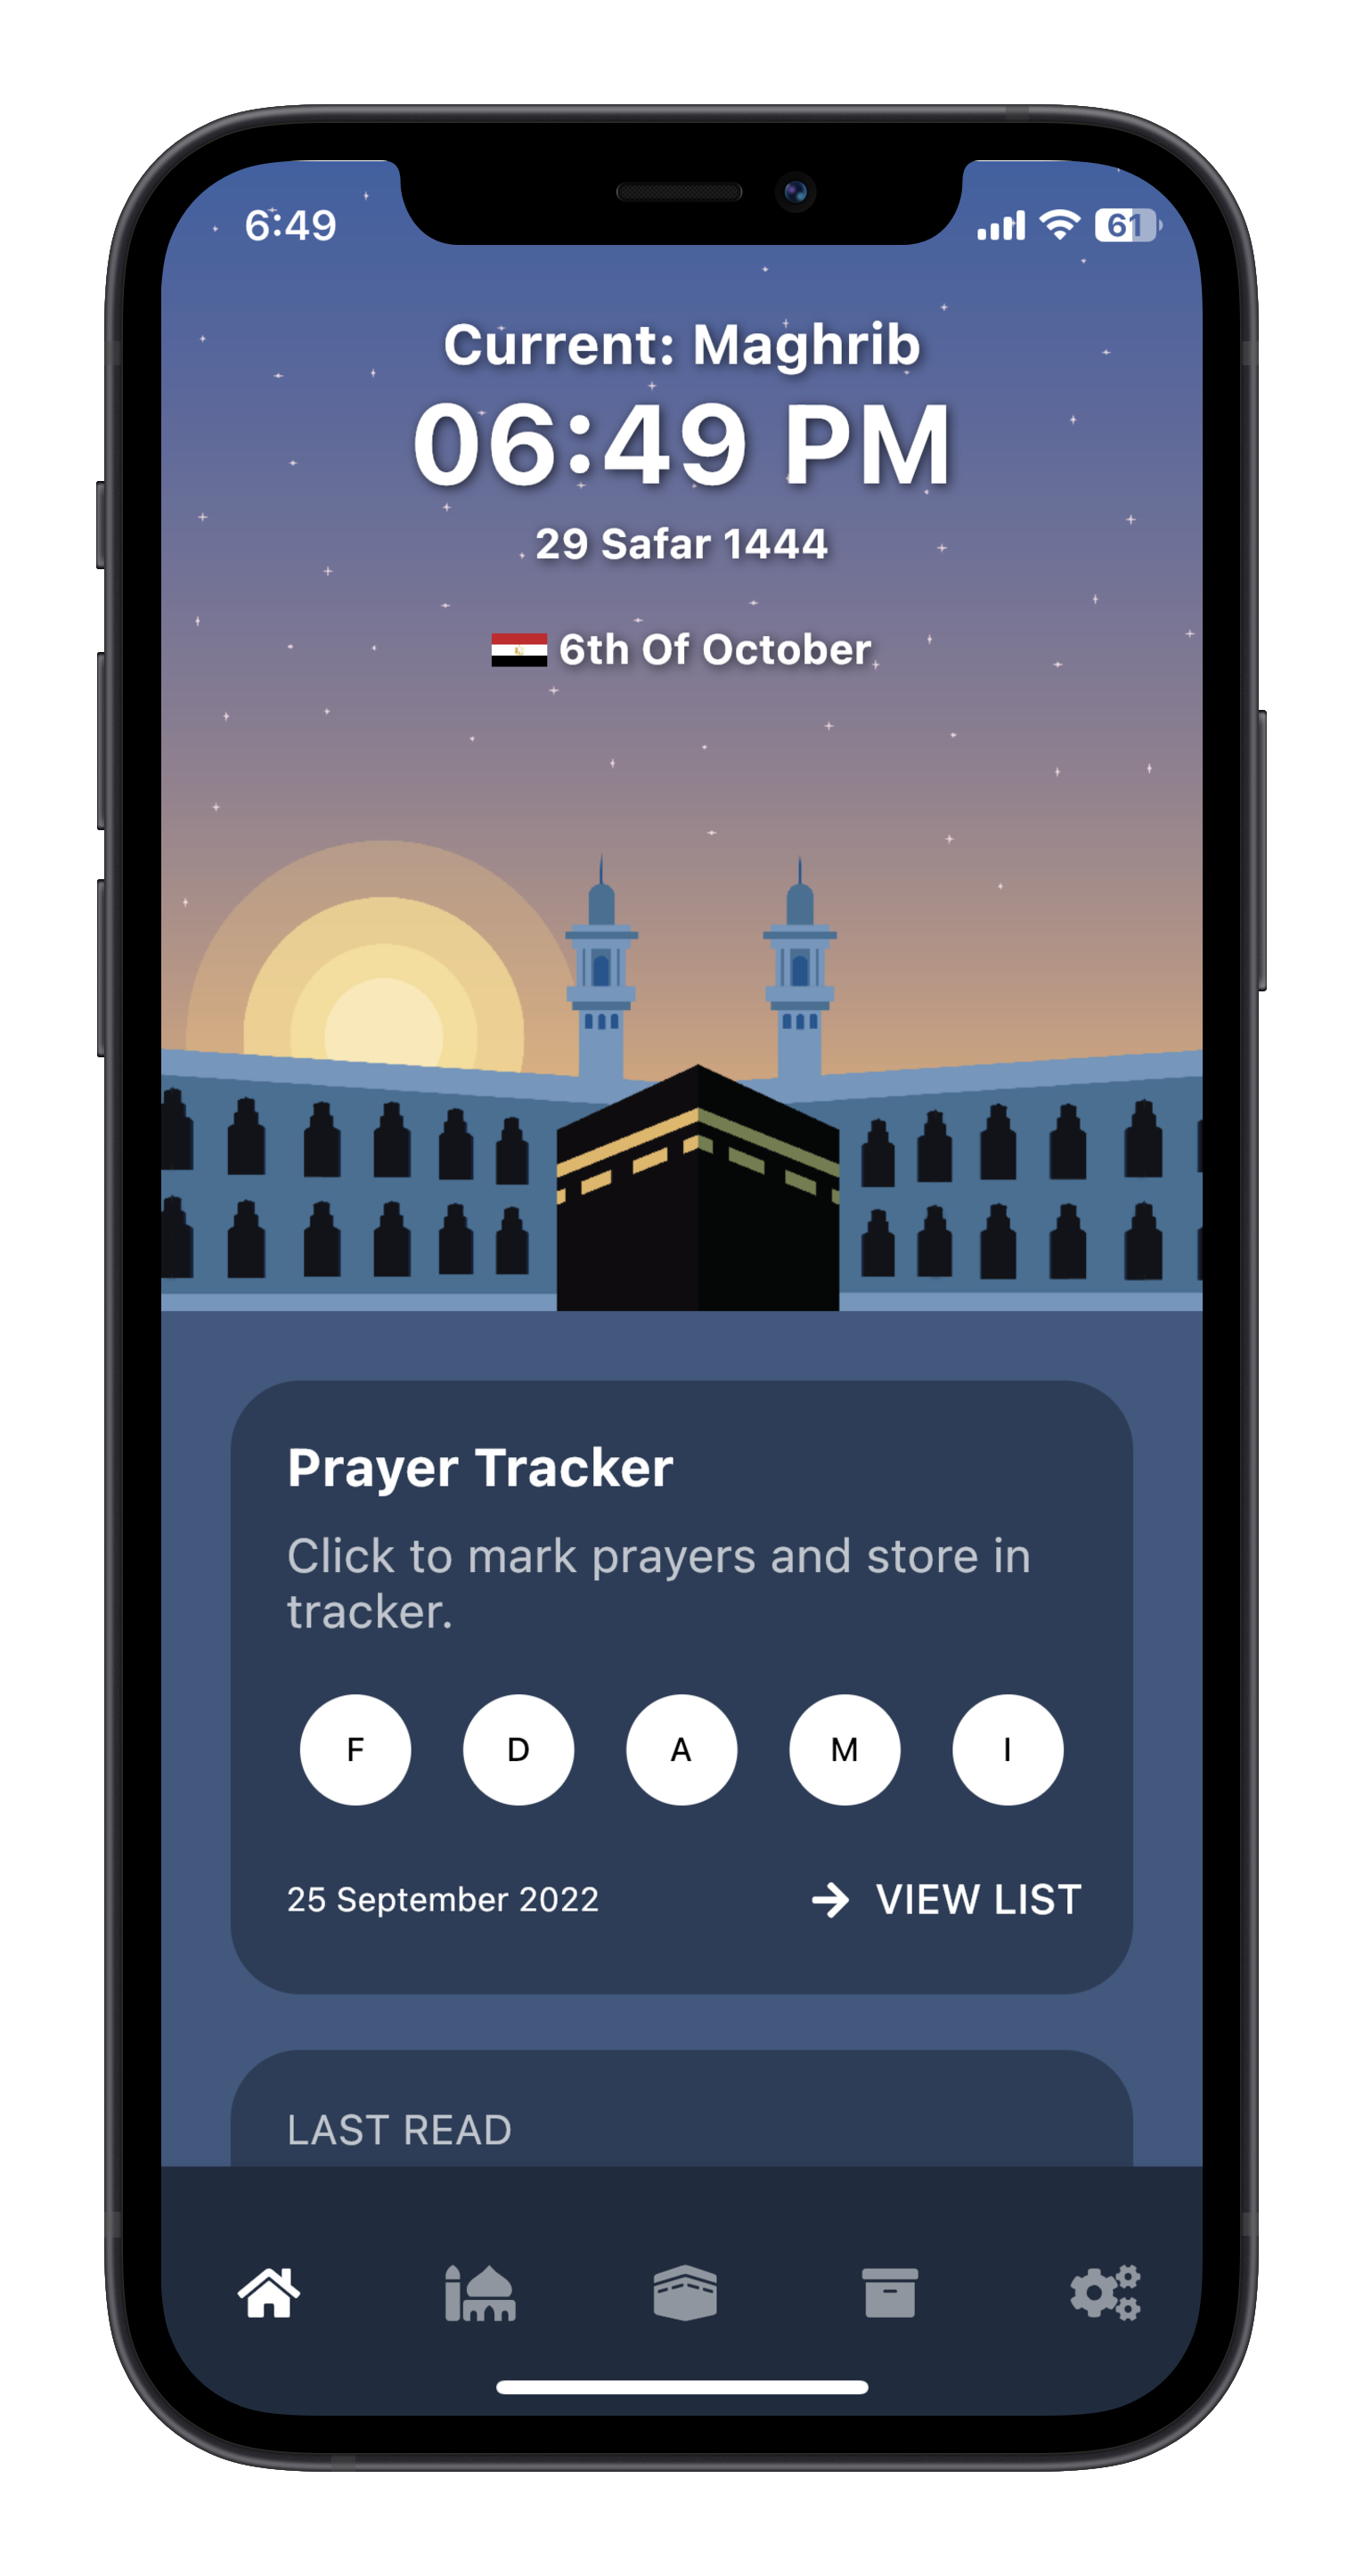 6:49
61
Current: Maghrib
06:49 PM
29 Safar 1444
6th Of October
Prayer Tracker
Click to mark prayers and store in
tracker.
F D A M I
25 September 2022
VIEW LIST
LAST READ